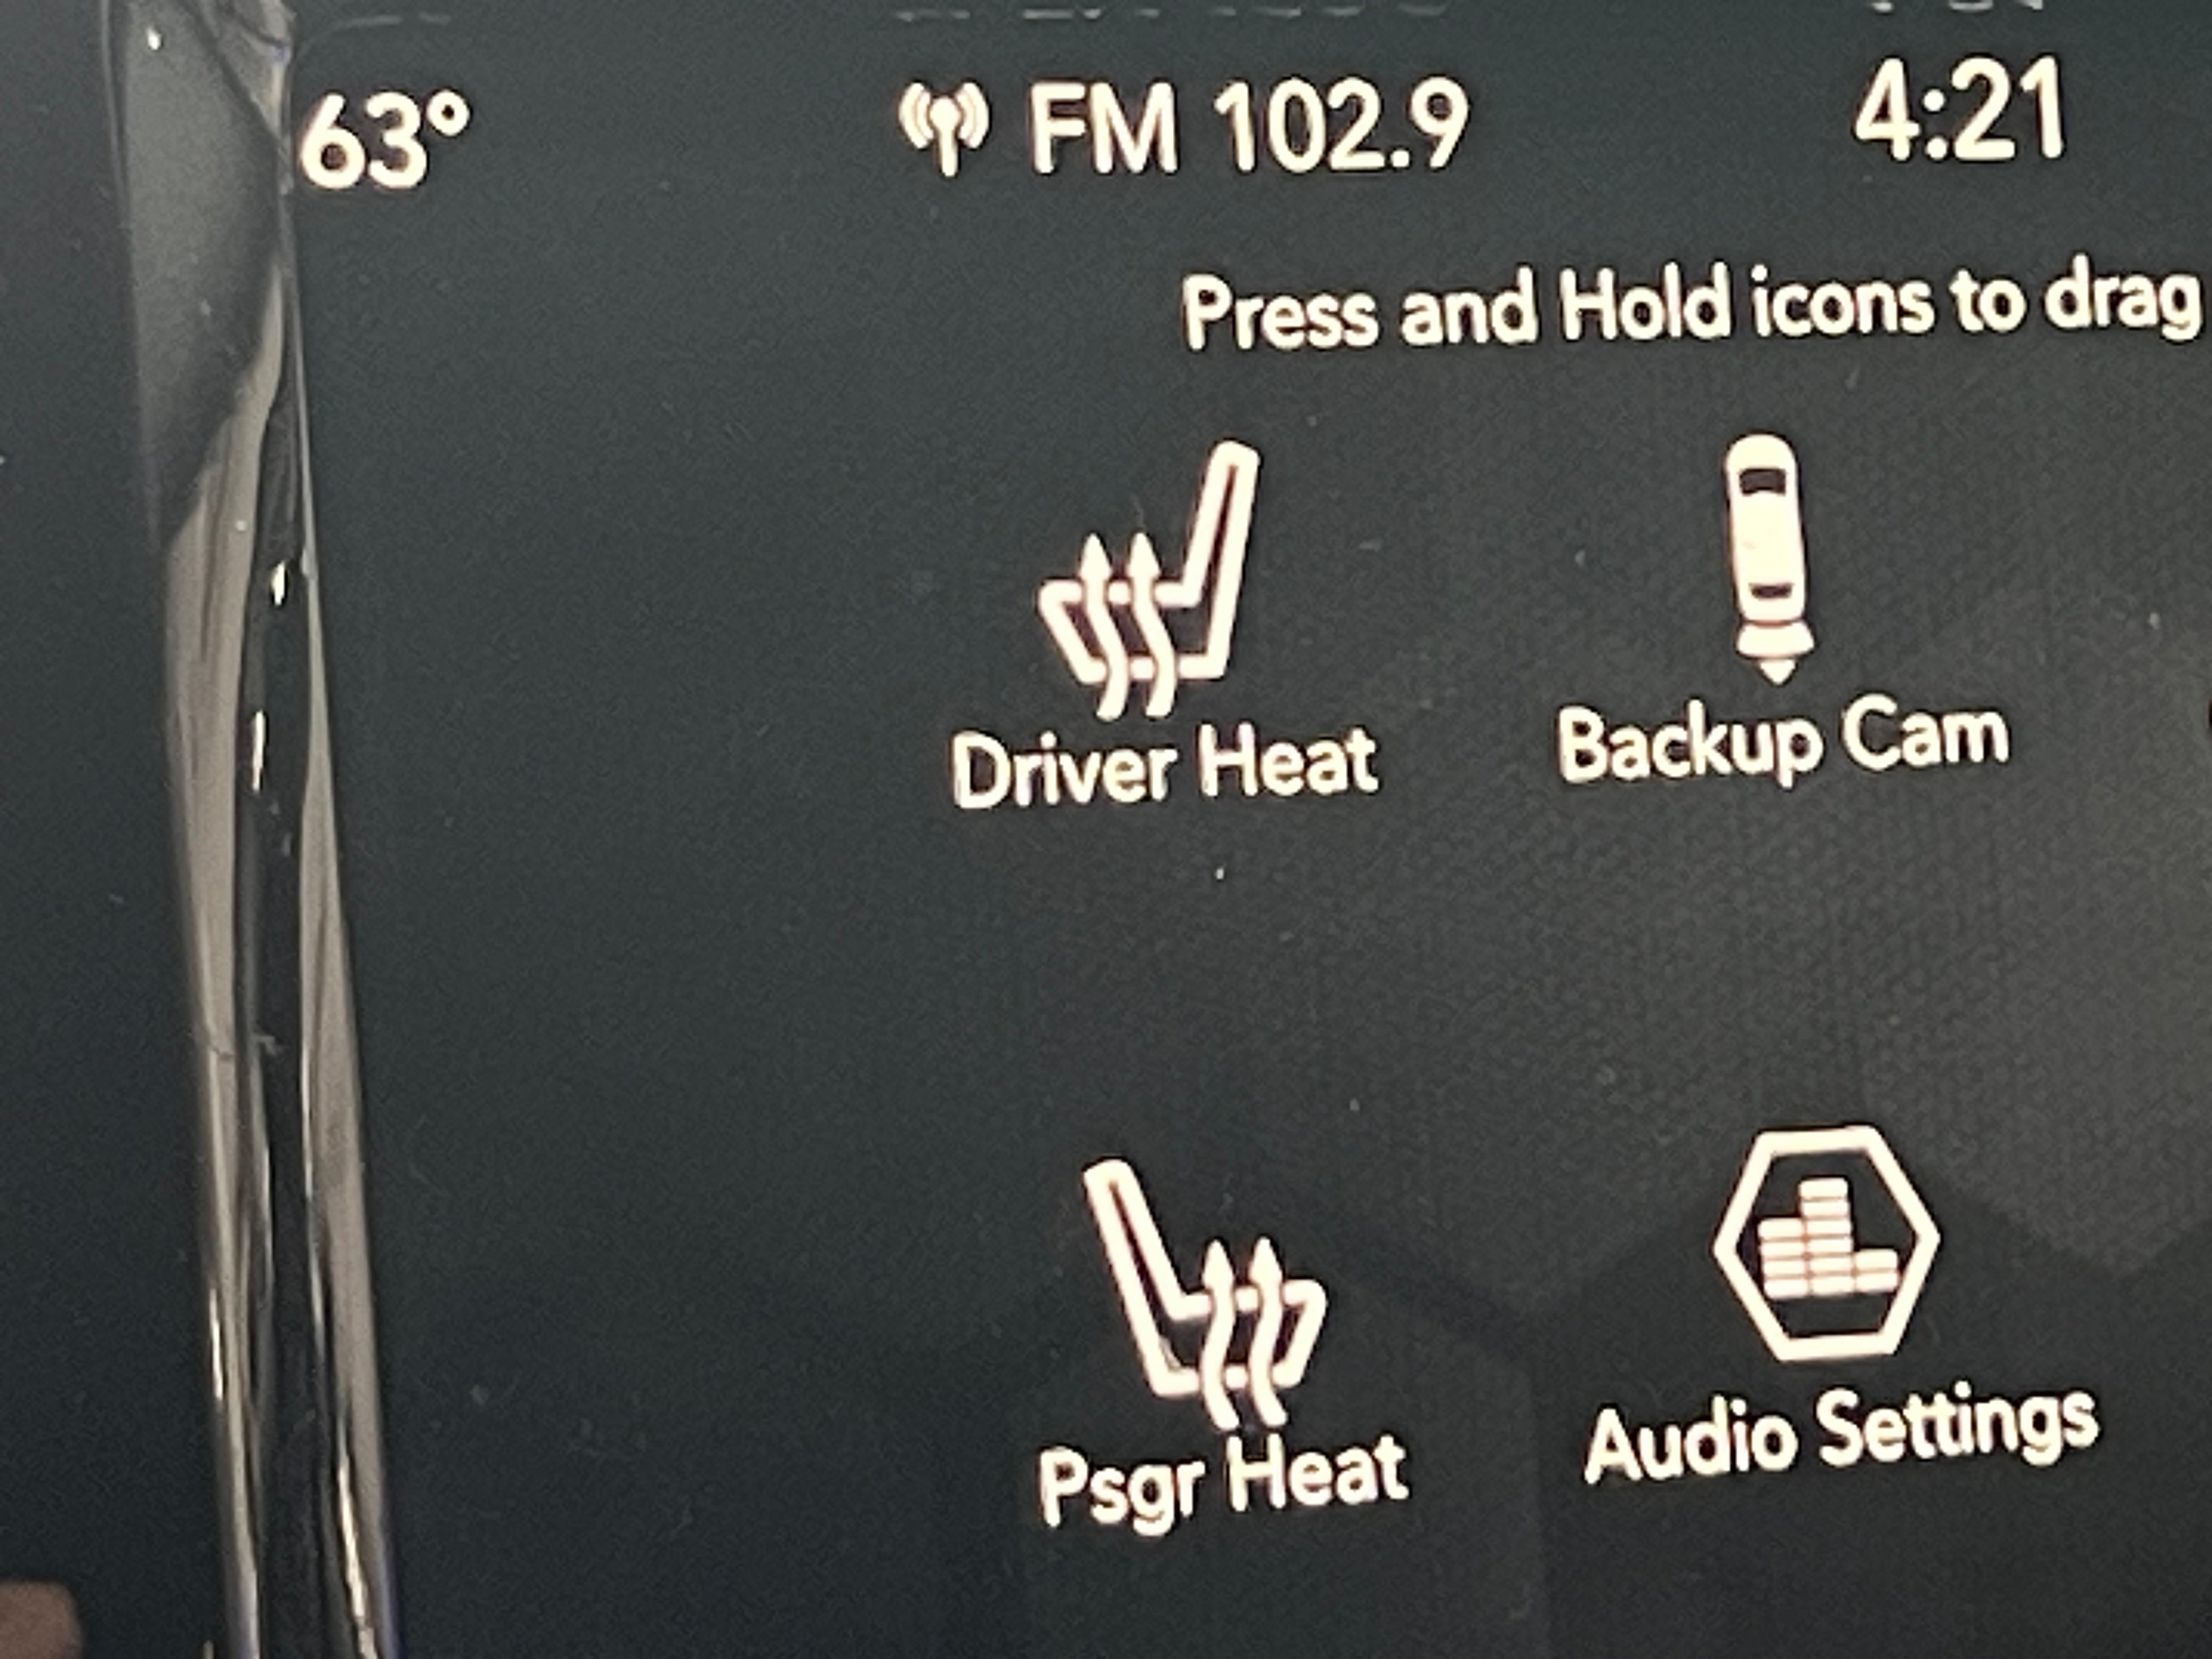 63° FM 102.9 4:21
Press and Hold icons to drag
Driver Heat Backup Cam
Psgr Heat Audio Settings